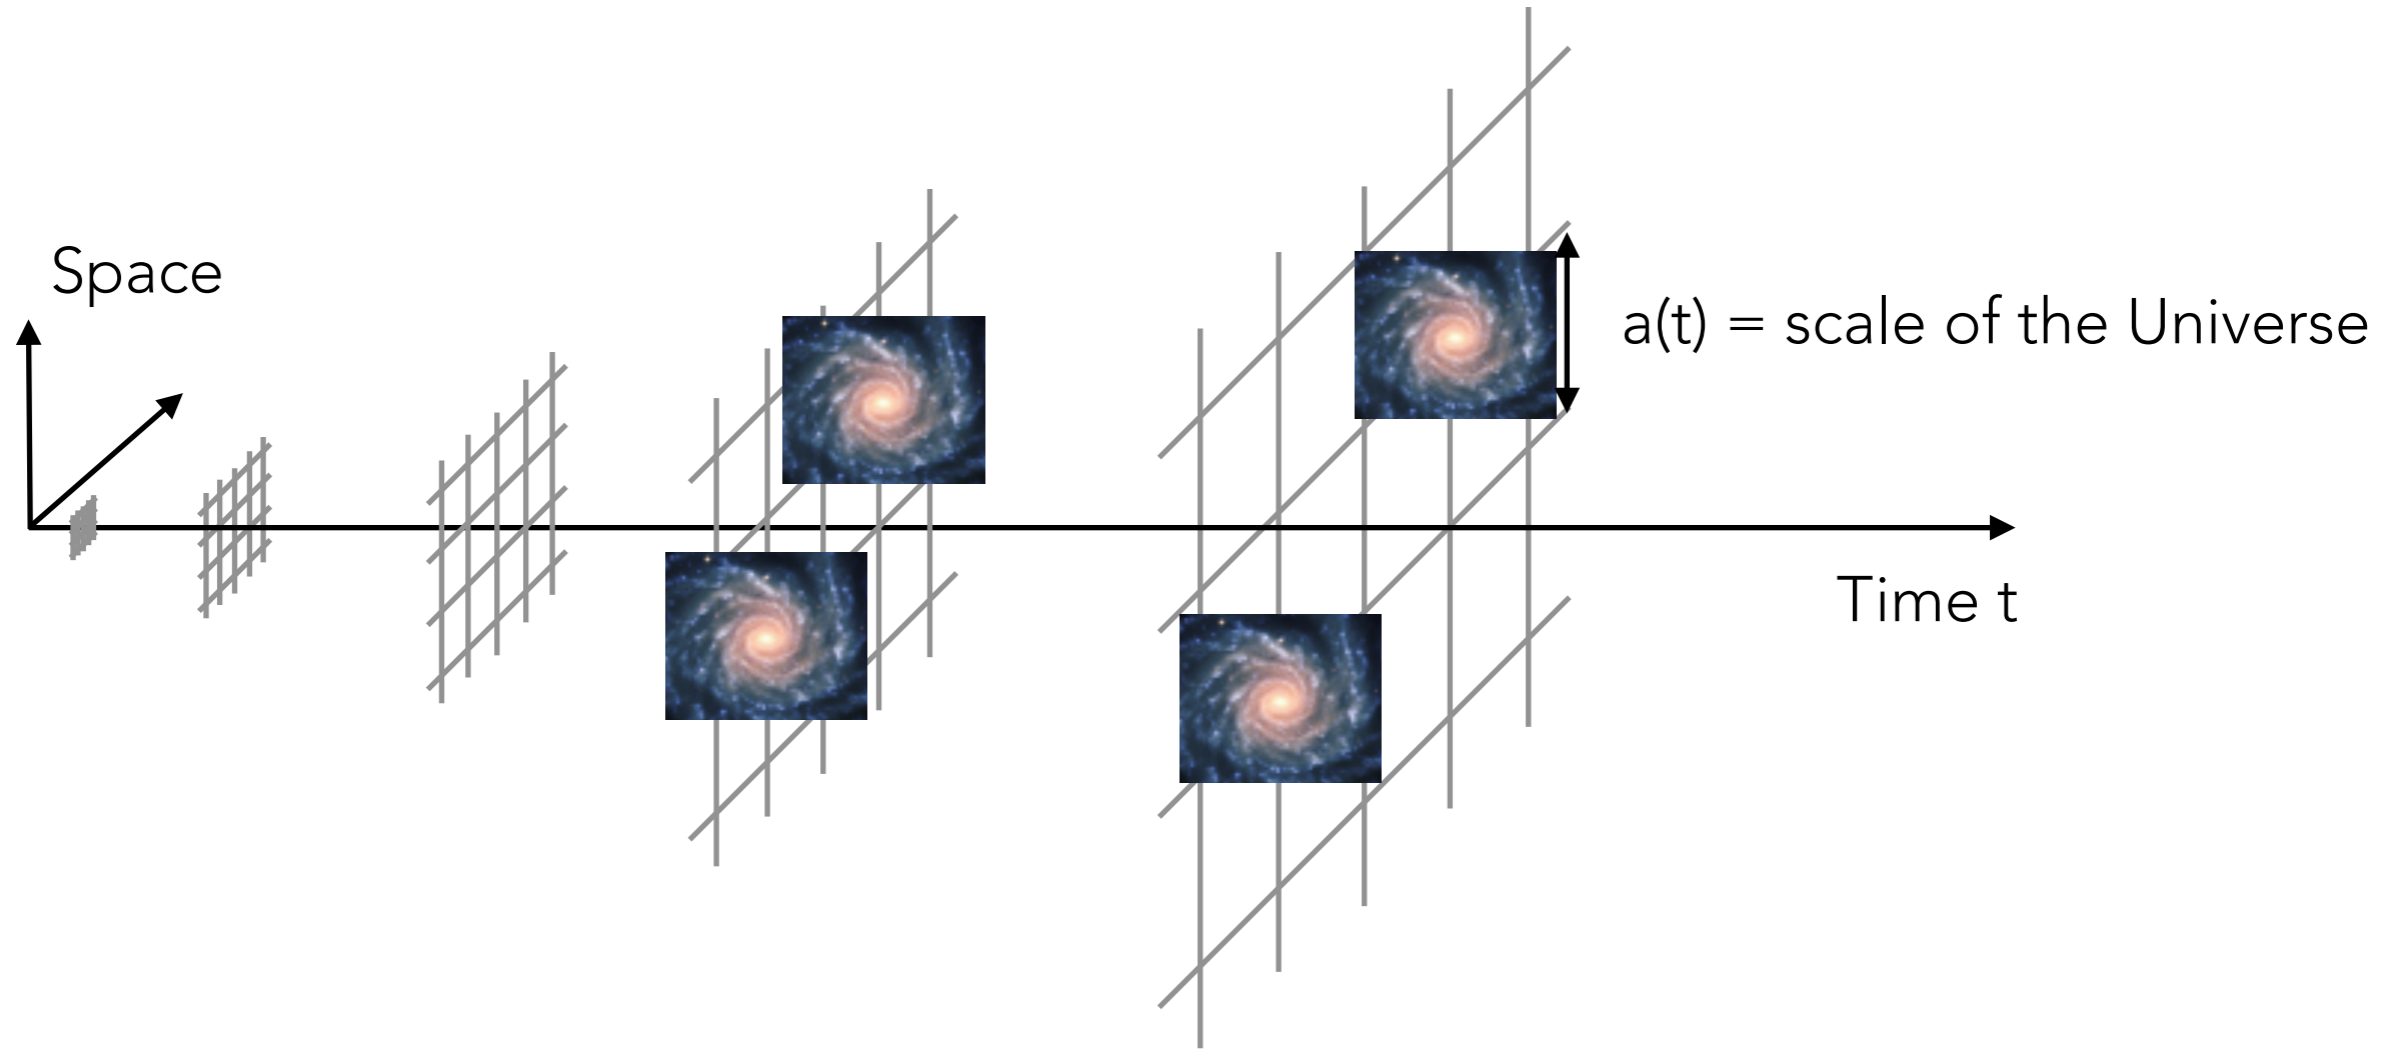 Space
a(t) = scale of the Universe
Time t